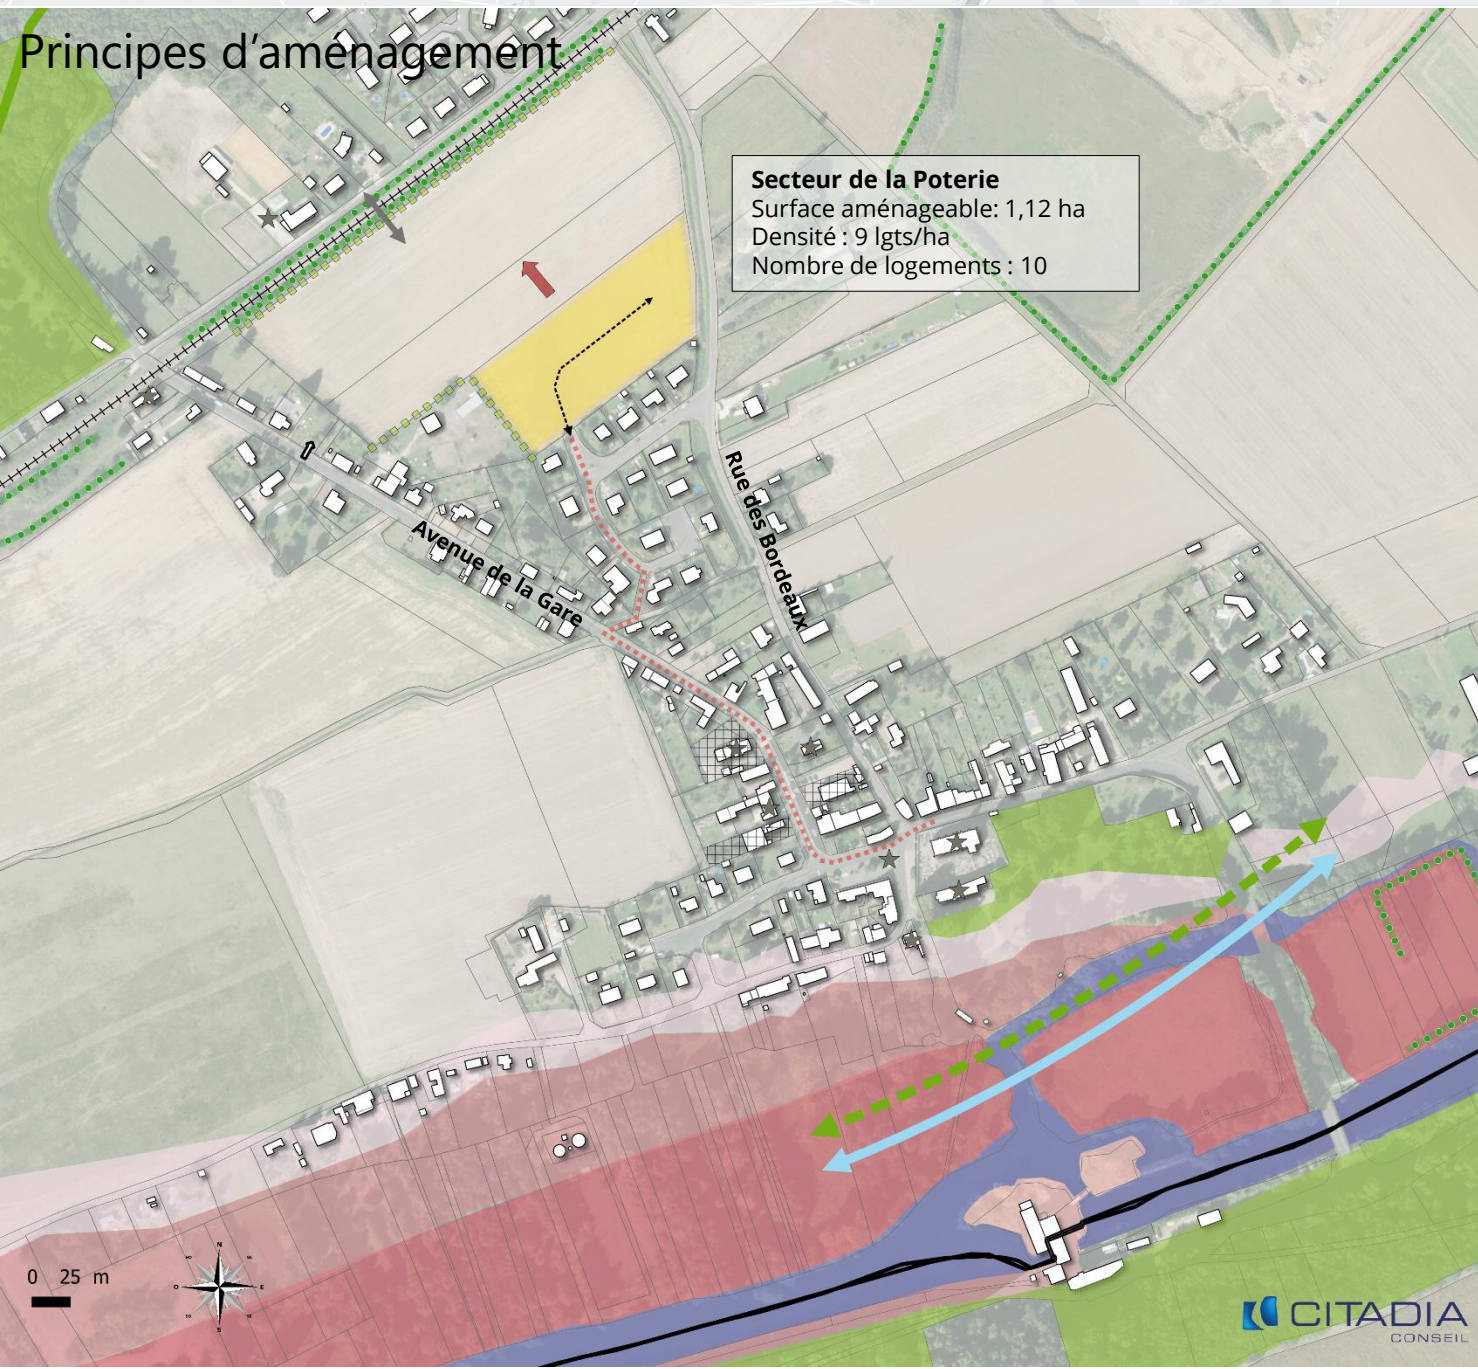 Principes d'aménagement
Secteur de la Poterie
Surface aménageable: 1,12 ha
Densité : 9 lgts/ha
Nombre de logements : 10
Rue des Bordeaux
Avenue de la Gare
0 25 m
N
O
E
S
CITADIA
CONSEIL